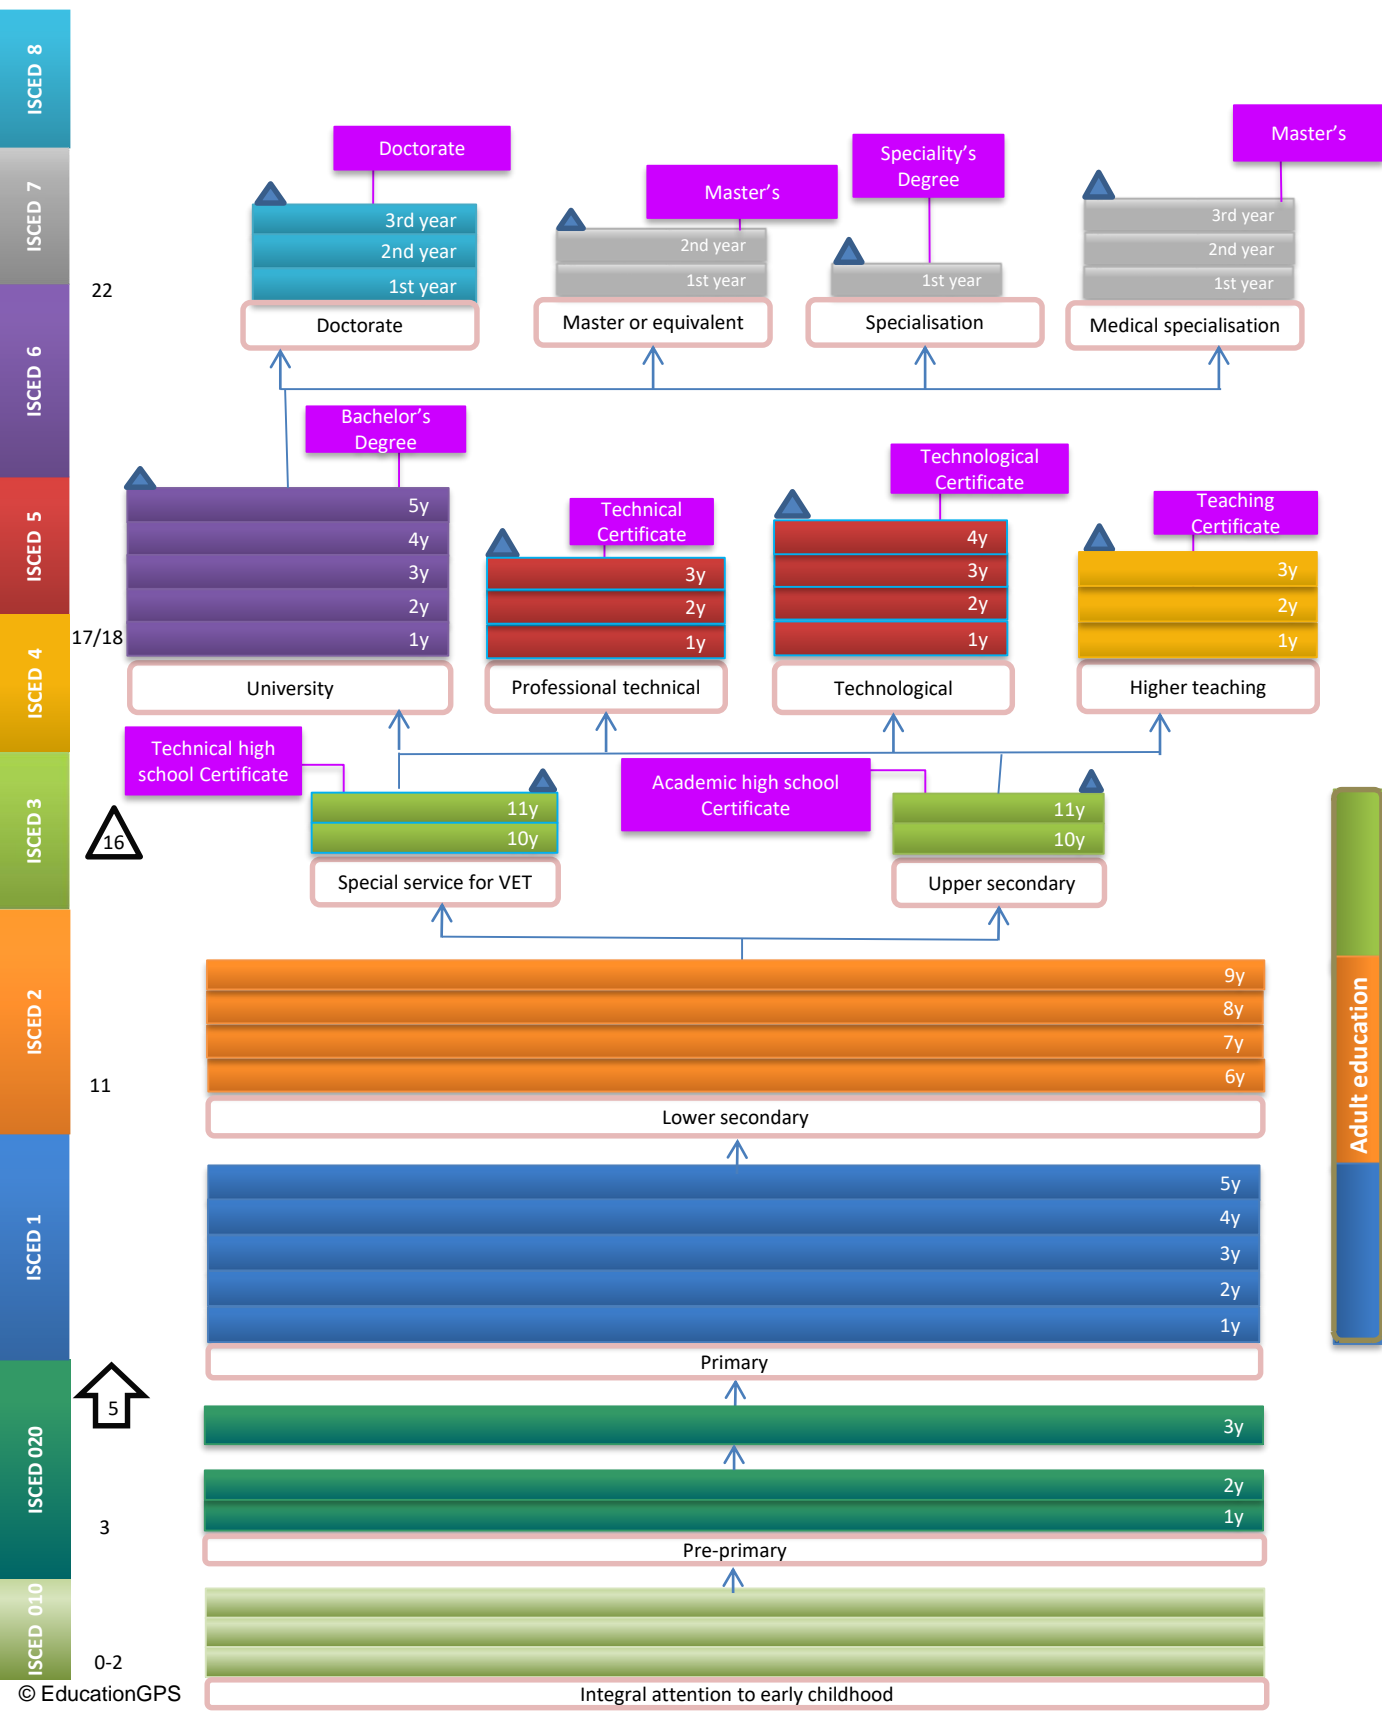 ISCED 8
ISCED 7
ISCED 6
ISCED 5
ISCED 4
ISCED 3
ISCED 2
ISCED 1
ISCED 020
ISCED 010
22
17/18
16
11
5
3
0-2
© EducationGPS
Doctorate
3rd year
2nd year
1st year
Doctorate
Master's
2nd year
1st year
Master or equivalent
Speciality's
Degree
1st year
Specialisation
Master's
3rd year
2nd year
1st year
Medical specialisation
Bachelor's
Degree
5y
4y
3y
2y
1y
University
Technical
Certificate
3y
2y
1y
Professional technical
Technological
Certificate
4y
3y
2y
1y
Technological
Teaching
Certificate
3y
2y
1y
Higher teaching
Technical high
school Certificate
11y
10y
Special service for VET
Academic high school
Certificate
11y
10y
Upper secondary
9y
8y
7y
6y
Lower secondary
5y
4y
3y
2y
1y
Primary
3y
2y
1y
Pre-primary
Integral attention to early childhood
Adult education